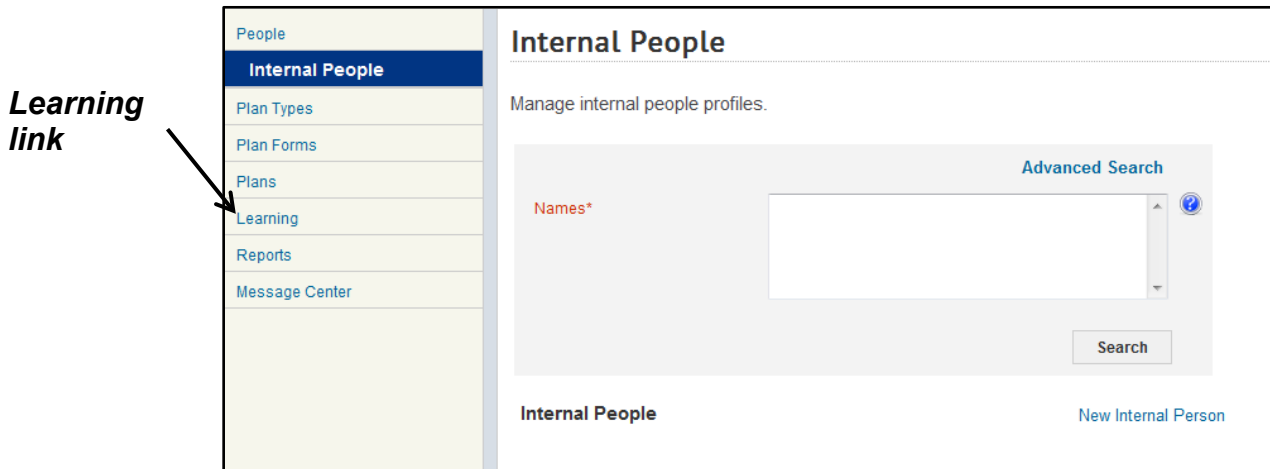 Learning
link
People
Internal People
Plan Types
Plan Forms
Plans
Learning
Reports
Message Center
Internal People
Manage internal people profiles.
Advanced Search
Names*
?
Search
Internal People
New Internal Person